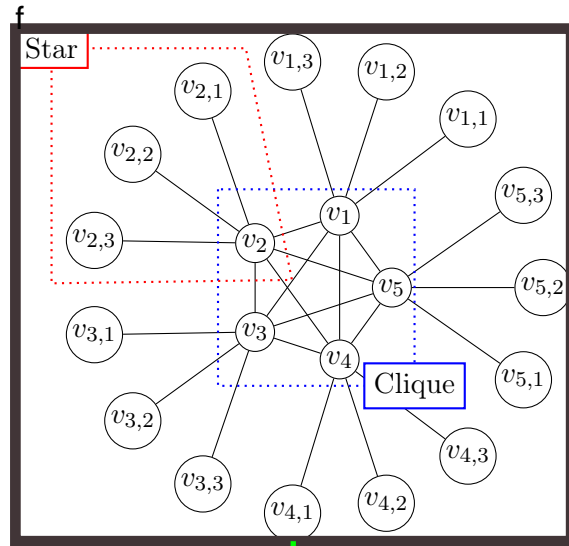 f
Star
v1,3
v1,2
v2,1
v1,1
v2,2
v5,3
v1
v2
v2,3
v5
v5,2
v3
v3,1
v4
Clique
v5,1
v3,2
v4,3
v3,3
v4,2
v4,1